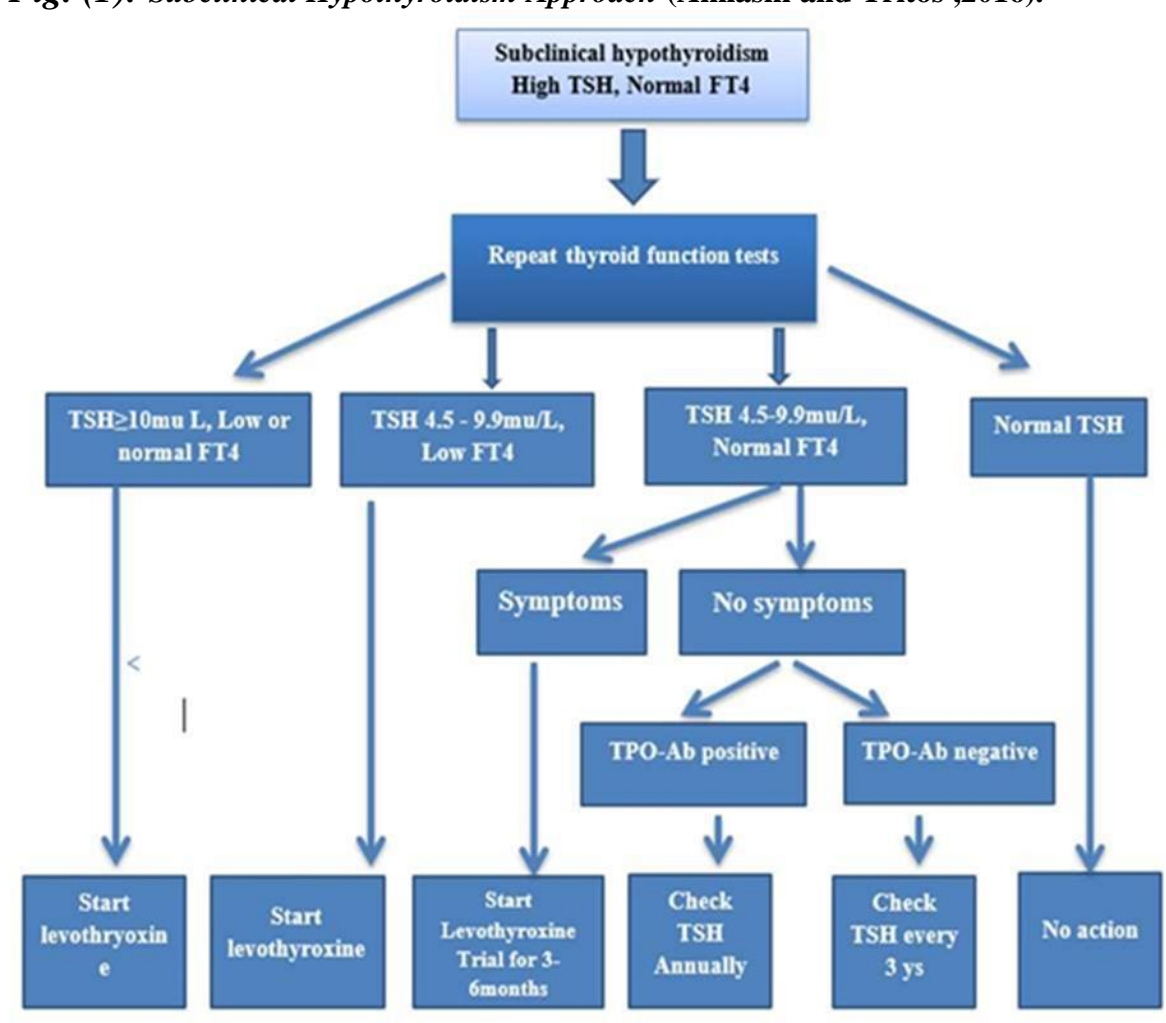 Subclinical Hypothyroidism Approach
Subclinical hypothyroidism
High TSH, Normal FT4
Repeat thyroid function tests
TSH≥10mu L, Low or
normal FT4
TSH 4.5 - 9.9mu/L,
Low FT4
TSH 4.5-9.9mu/L,
Normal FT4
Normal TSH
Symptoms
No symptoms
<
TPO-Ab positive
TPO-Ab negative
Start
levothryoxin
e
Start
levothyroxine
Start
Levothyroxine
Trial for 3-
6months
Check
TSH
Annually
Check
TSH every
3 ys
No action